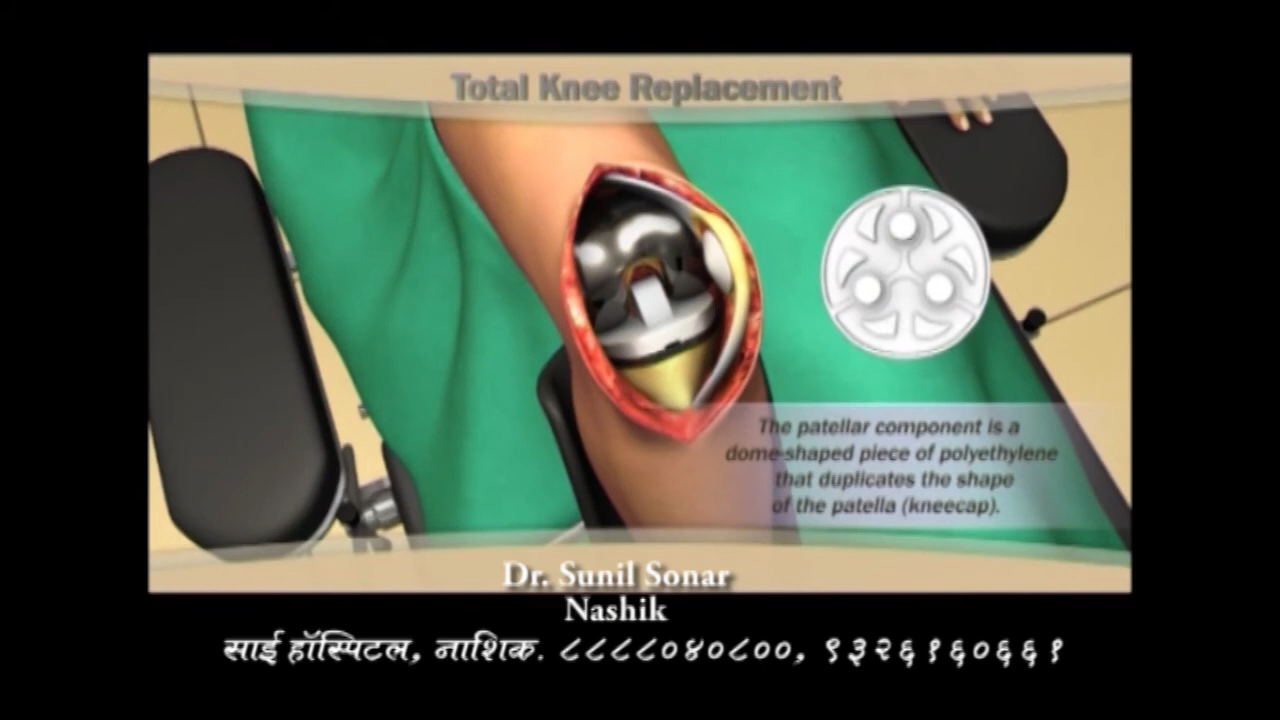 Total Knee Replacement
The patellar component is a
dome-shaped piece of polyethylene
that duplicates the shape
of the patella (kneecap).
Dr. Sunil Sonar
Nashik
साई हॉस्पिटल, नाशिक. ८८८८०४०८००, ९३२६१६०६६१